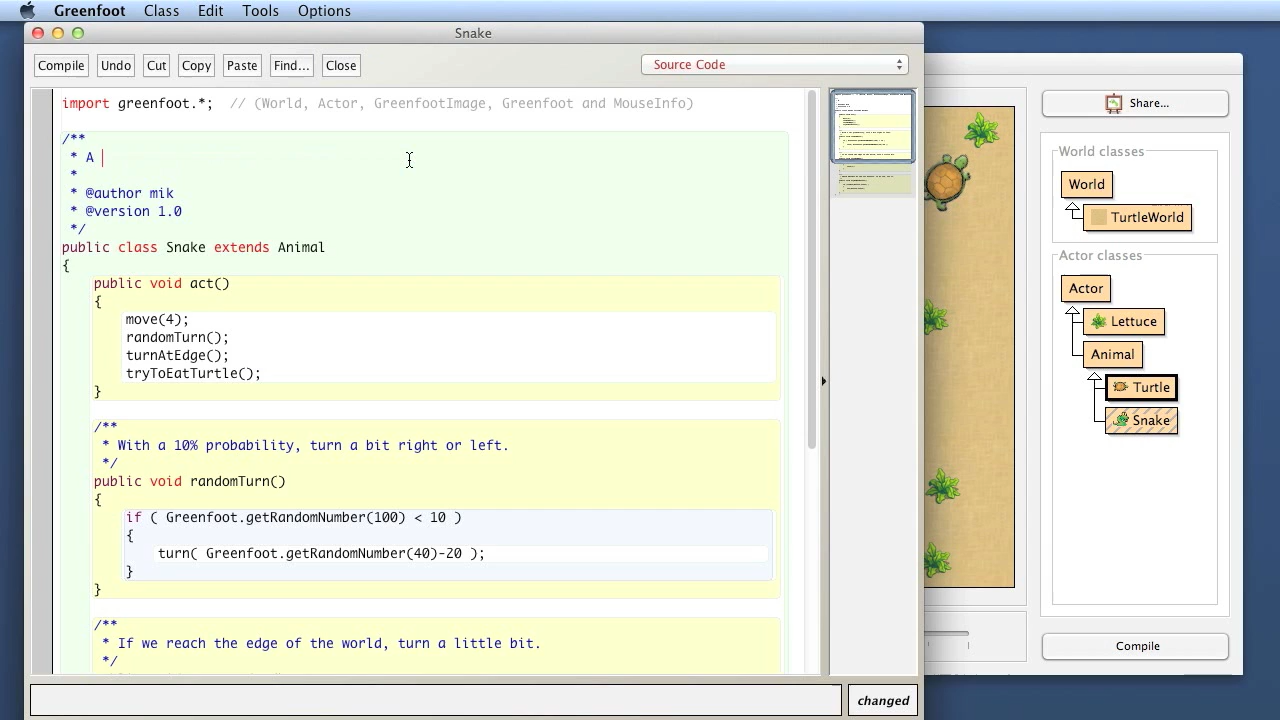 Greenfoot Class Edit Tools Options
Snake
Compile Undo Cut Copy Paste Find... Close Source Code
import greenfoot.*;  // (World, Actor, GreenfootImage, Greenfoot and MouseInfo)
/**
 * A
 *
 * @author mik
 * @version 1.0
 */
public class Snake extends Animal
{
    public void act()
    {
        move(4);
        randomTurn();
        turnAtEdge();
        tryToEatTurtle();
    }
    /**
     * With a 10% probability, turn a bit right or left.
     */
    public void randomTurn()
    {
        if ( Greenfoot.getRandomNumber(100) < 10 )
        {
            turn( Greenfoot.getRandomNumber(40)-20 );
        }
    }
    /**
     * If we reach the edge of the world, turn a little bit.
     */
changed
Share...
World classes
World
TurtleWorld
Actor classes
Actor
Lettuce
Animal
Turtle
Snake
Compile